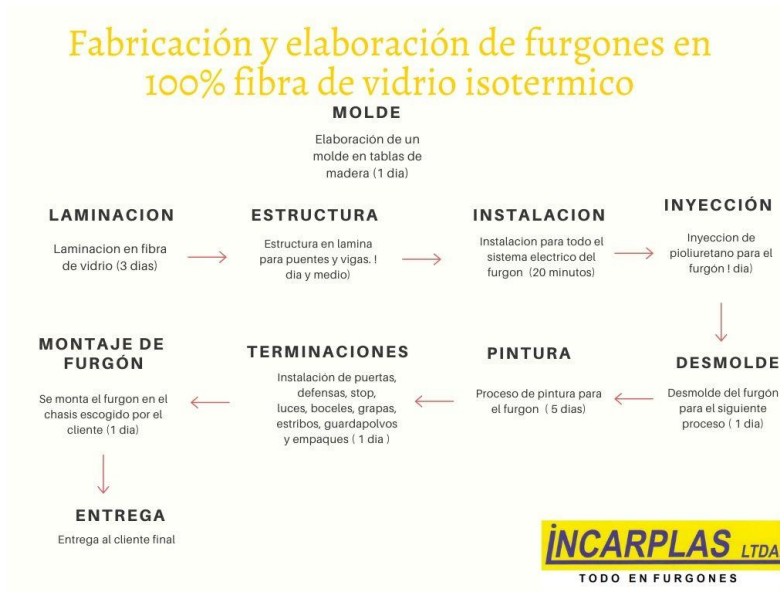 Fabricación y elaboración de furgones en
100% fibra de vidrio isotermico
MOLDE
Elaboración de un
molde en tablas de
madera (1 dia)
LAMINACION
Laminacion en fibra
de vidrio (3 dias)
ESTRUCTURA
Estructura en lamina
para puentes y vigas. !
dia y medio)
INSTALACION
Instalacion para todo el
sistema electrico del
furgon (20 minutos)
INYECCIÓN
Inyeccion de
pioliuretano para el
furgón ! dia)
DESMOLDE
Desmolde del furgón
para el siguiente
proceso ( 1 dia)
PINTURA
Proceso de pintura para
el furgon ( 5 dias)
TERMINACIONES
Instalación de puertas,
defensas, stop,
luces, boceles, grapas,
estribos, guardapolvos
y empaques ( 1 dia )
MONTAJE DE
FURGÓN
Se monta el furgon en el
chasis escogido por el
cliente (1 dia)
ENTREGA
Entrega al cliente final
INCARPLAS LTDA
TODO EN FURGONES